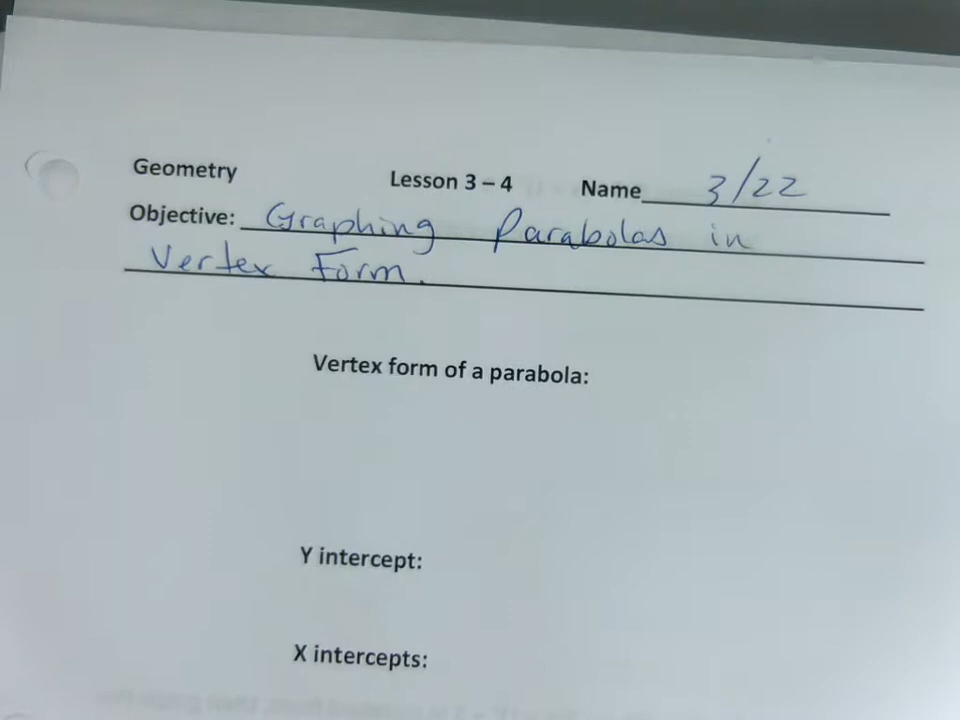 Geometry Lesson 3 – 4 Name 3/22
Objective: Graphing Parabolas in
Vertex Form.
Vertex form of a parabola:
Y intercept:
X intercepts: